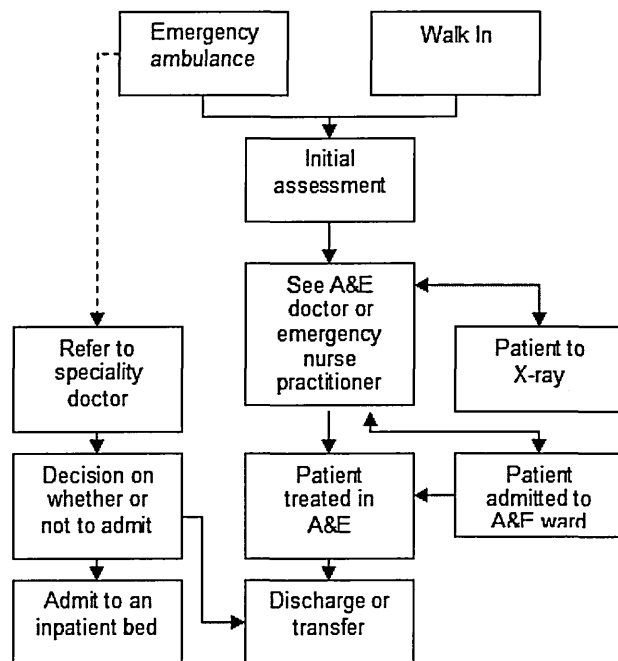 Emergency
ambulance
Walk In
Initial
assessment
See A&E
doctor or
emergency
nurse
practitioner
Refer to
speciality
doctor
Patient to
X-ray
Decision on
whether or
not to admit
Patient
treated in
A&E
Patient
admitted to
A&E ward
Admit to an
inpatient bed
Discharge or
transfer